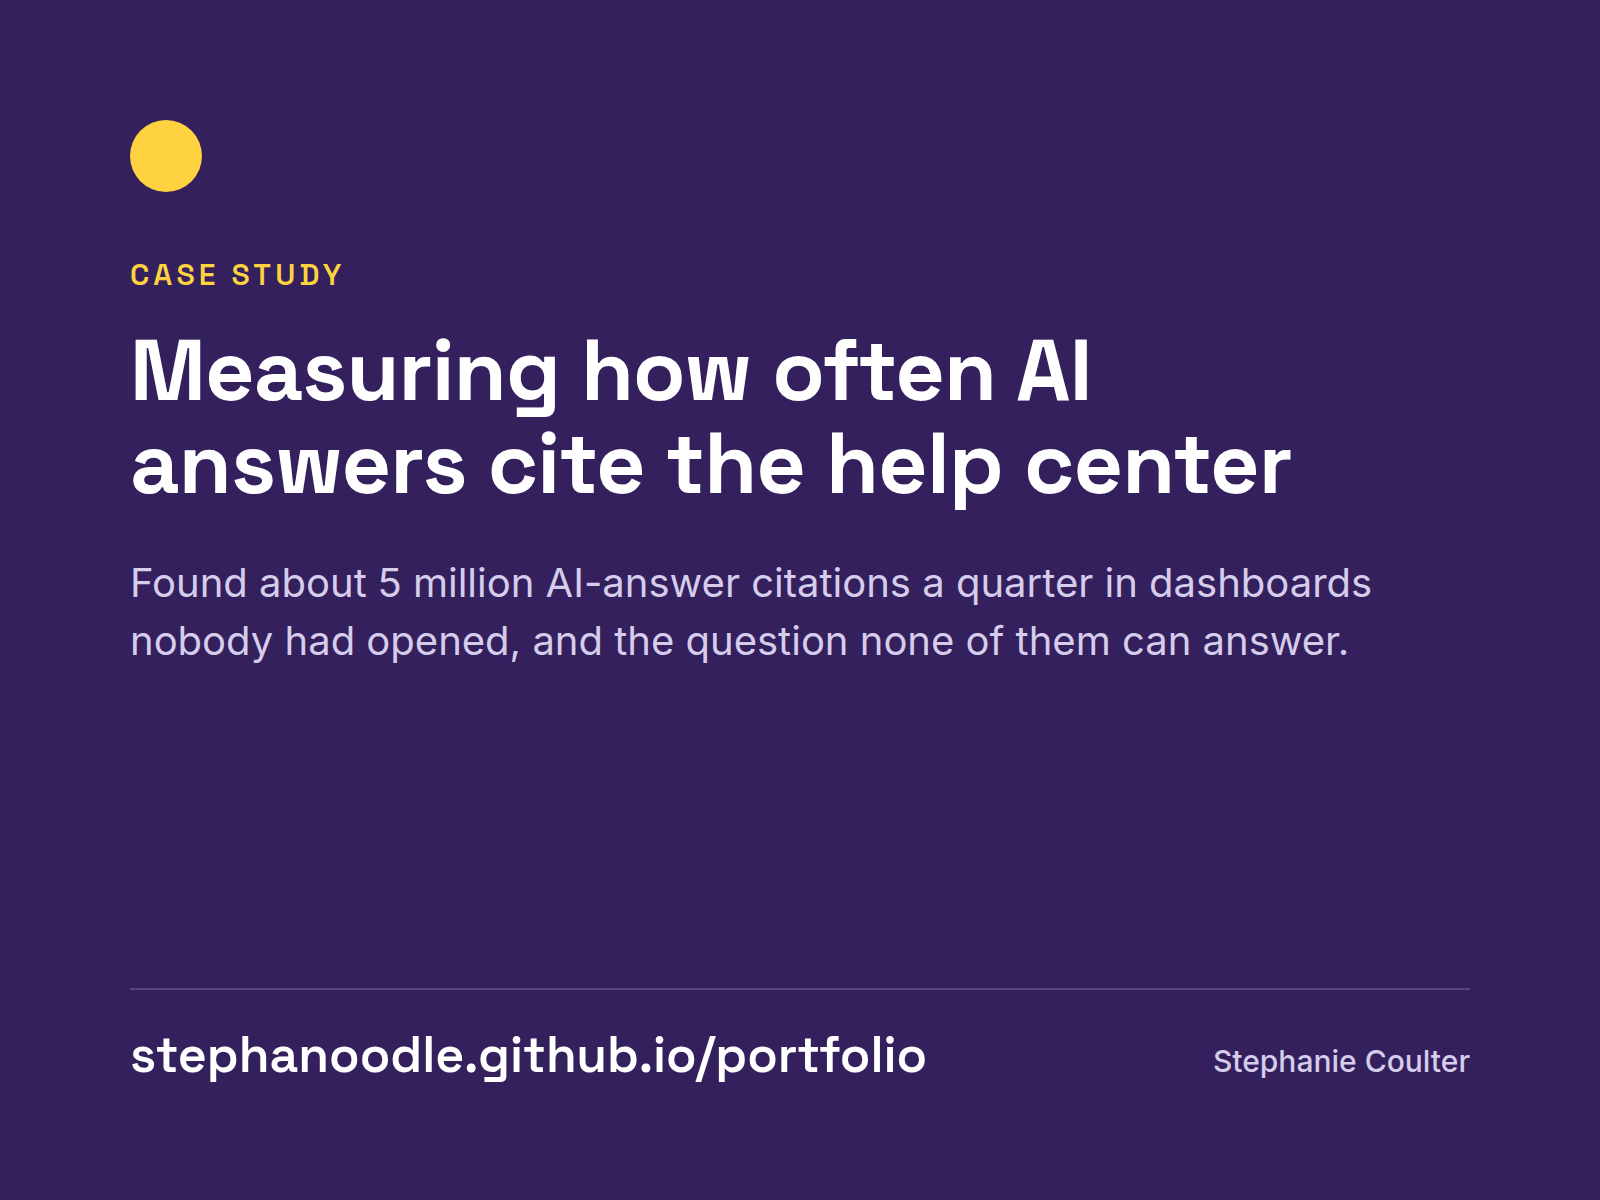 CASE STUDY
Measuring how often AI
answers cite the help center
Found about 5 million AI-answer citations a quarter in dashboards
nobody had opened, and the question none of them can answer.
stephanoodle.github.io/portfolio
Stephanie Coulter